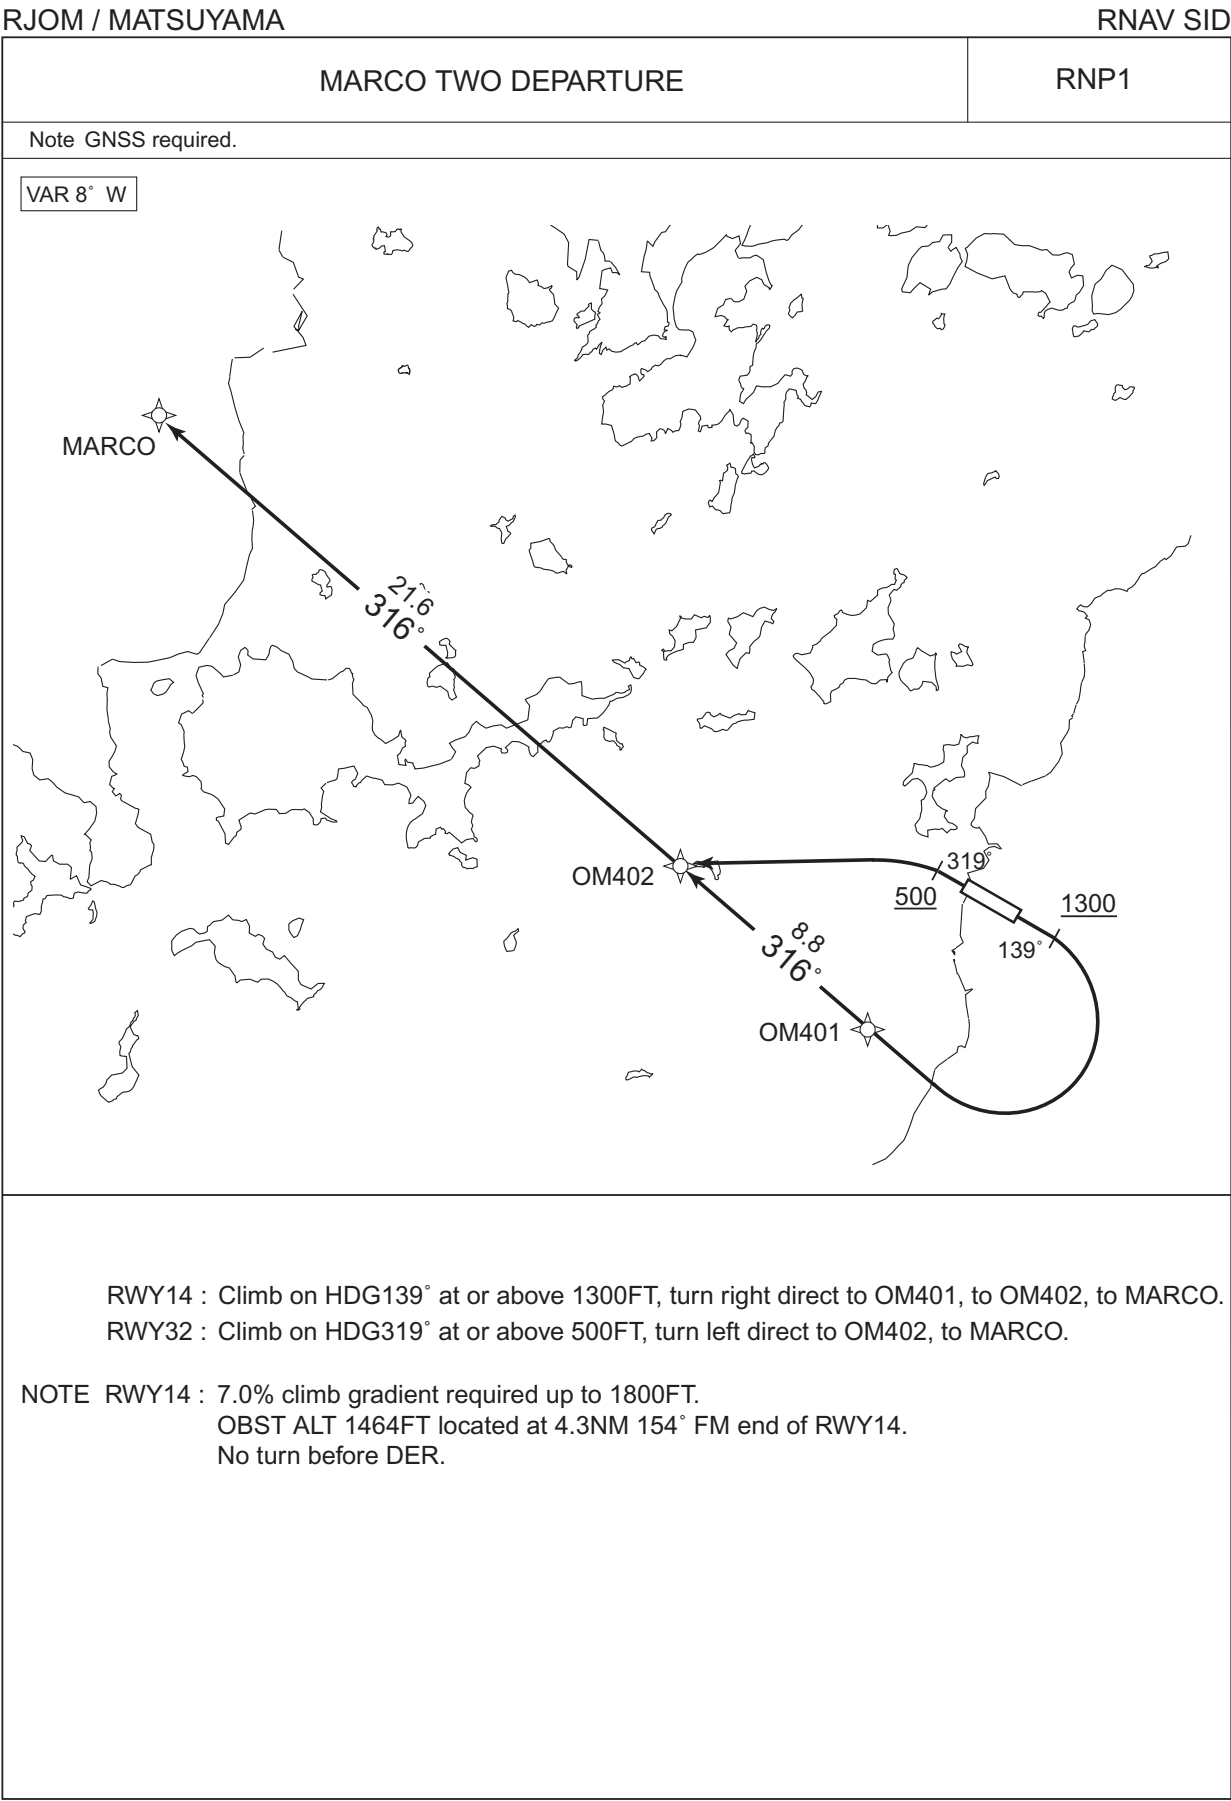 RJOM / MATSUYAMA
RNAV SID
MARCO TWO DEPARTURE
RNP1
Note GNSS required.
VAR 8° W
MARCO
21.6
316°
OM402
319°
500
1300
139°
8.8
316°
OM401
RWY14 : Climb on HDG139° at or above 1300FT, turn right direct to OM401, to OM402, to MARCO.
RWY32 : Climb on HDG319° at or above 500FT, turn left direct to OM402, to MARCO.
NOTE RWY14 : 7.0% climb gradient required up to 1800FT.
OBST ALT 1464FT located at 4.3NM 154° FM end of RWY14.
No turn before DER.